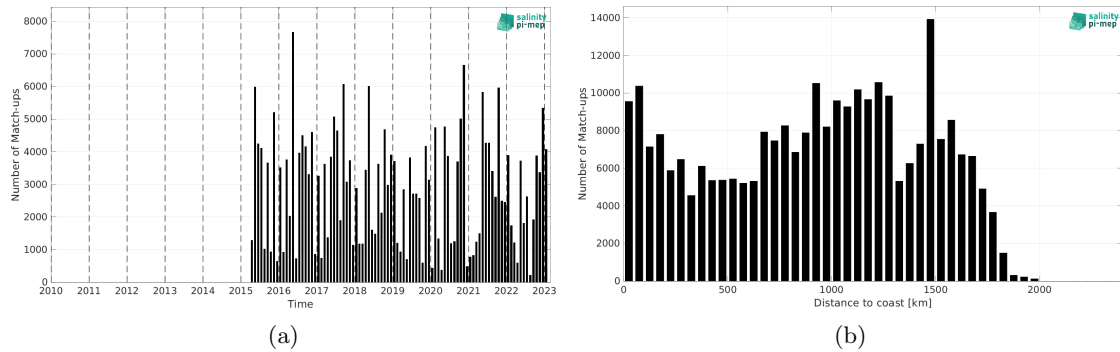 salinity
pi-mep
Number of Match-ups
8000
7000
6000
5000
4000
3000
2000
1000
0
2010 2011 2012 2013 2014 2015 2016 2017 2018 2019 2020 2021 2022 2023
Time
(a)
salinity
pi-mep
Number of Match-ups
14000
12000
10000
8000
6000
4000
2000
0
0 500 1000 1500 2000
Distance to coast [km]
(b)